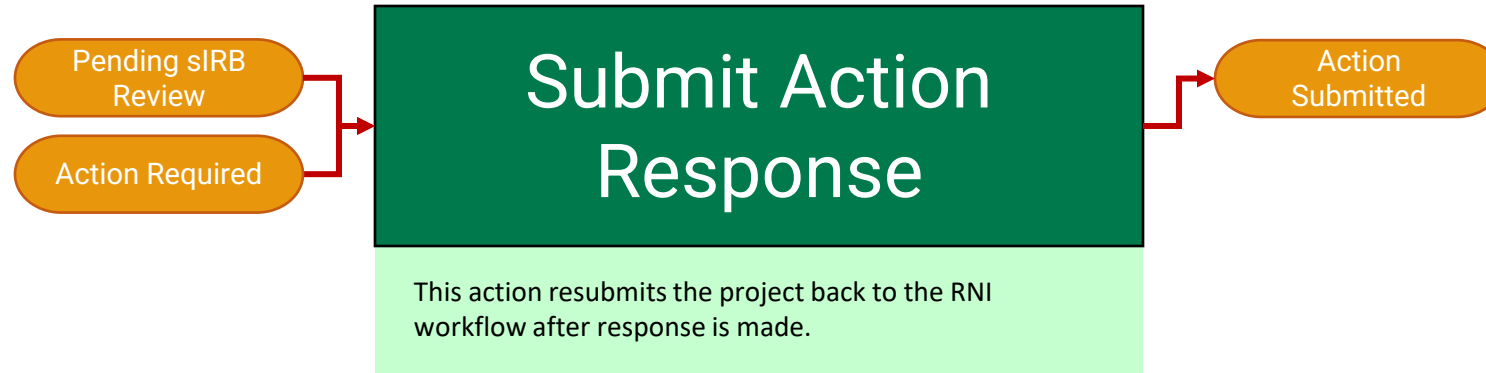 Pending sIRB
Review
Action Required
Submit Action
Response
This action resubmits the project back to the RNI
workflow after response is made.
Action
Submitted